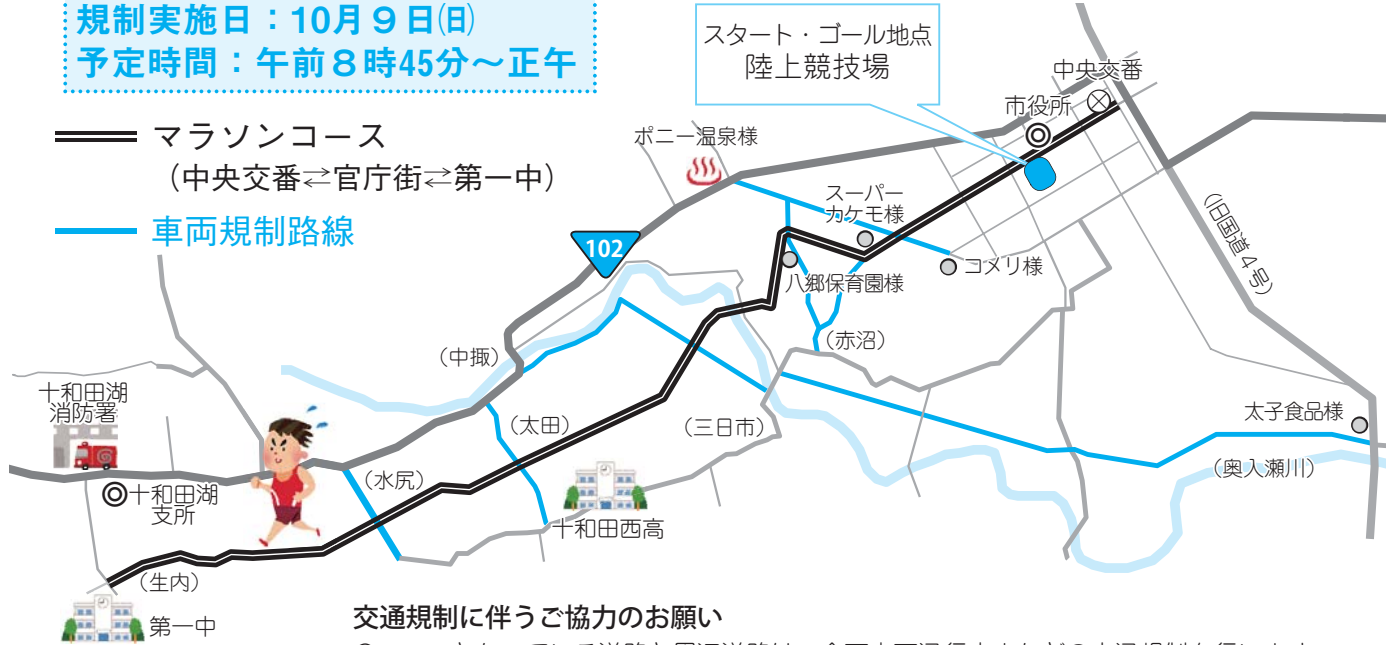 規制実施日：10月９日㈰
予定時間：午前８時45分～正午
マラソンコース
（中央交番⇄官庁街⇄第一中）
車両規制路線
スタート・ゴール地点
陸上競技場
中央交番
市役所
ポニー温泉様
スーパー
カケモ様
（旧国道４号）
102
コメリ様
八郷保育園様
（赤沼）
（中掫）
十和田湖
消防署
（太田）
（三日市）
太子食品様
（水尻）
（奥入瀬川）
十和田湖
支所
十和田西高
（生内）
第一中
交通規制に伴うご協力のお願い